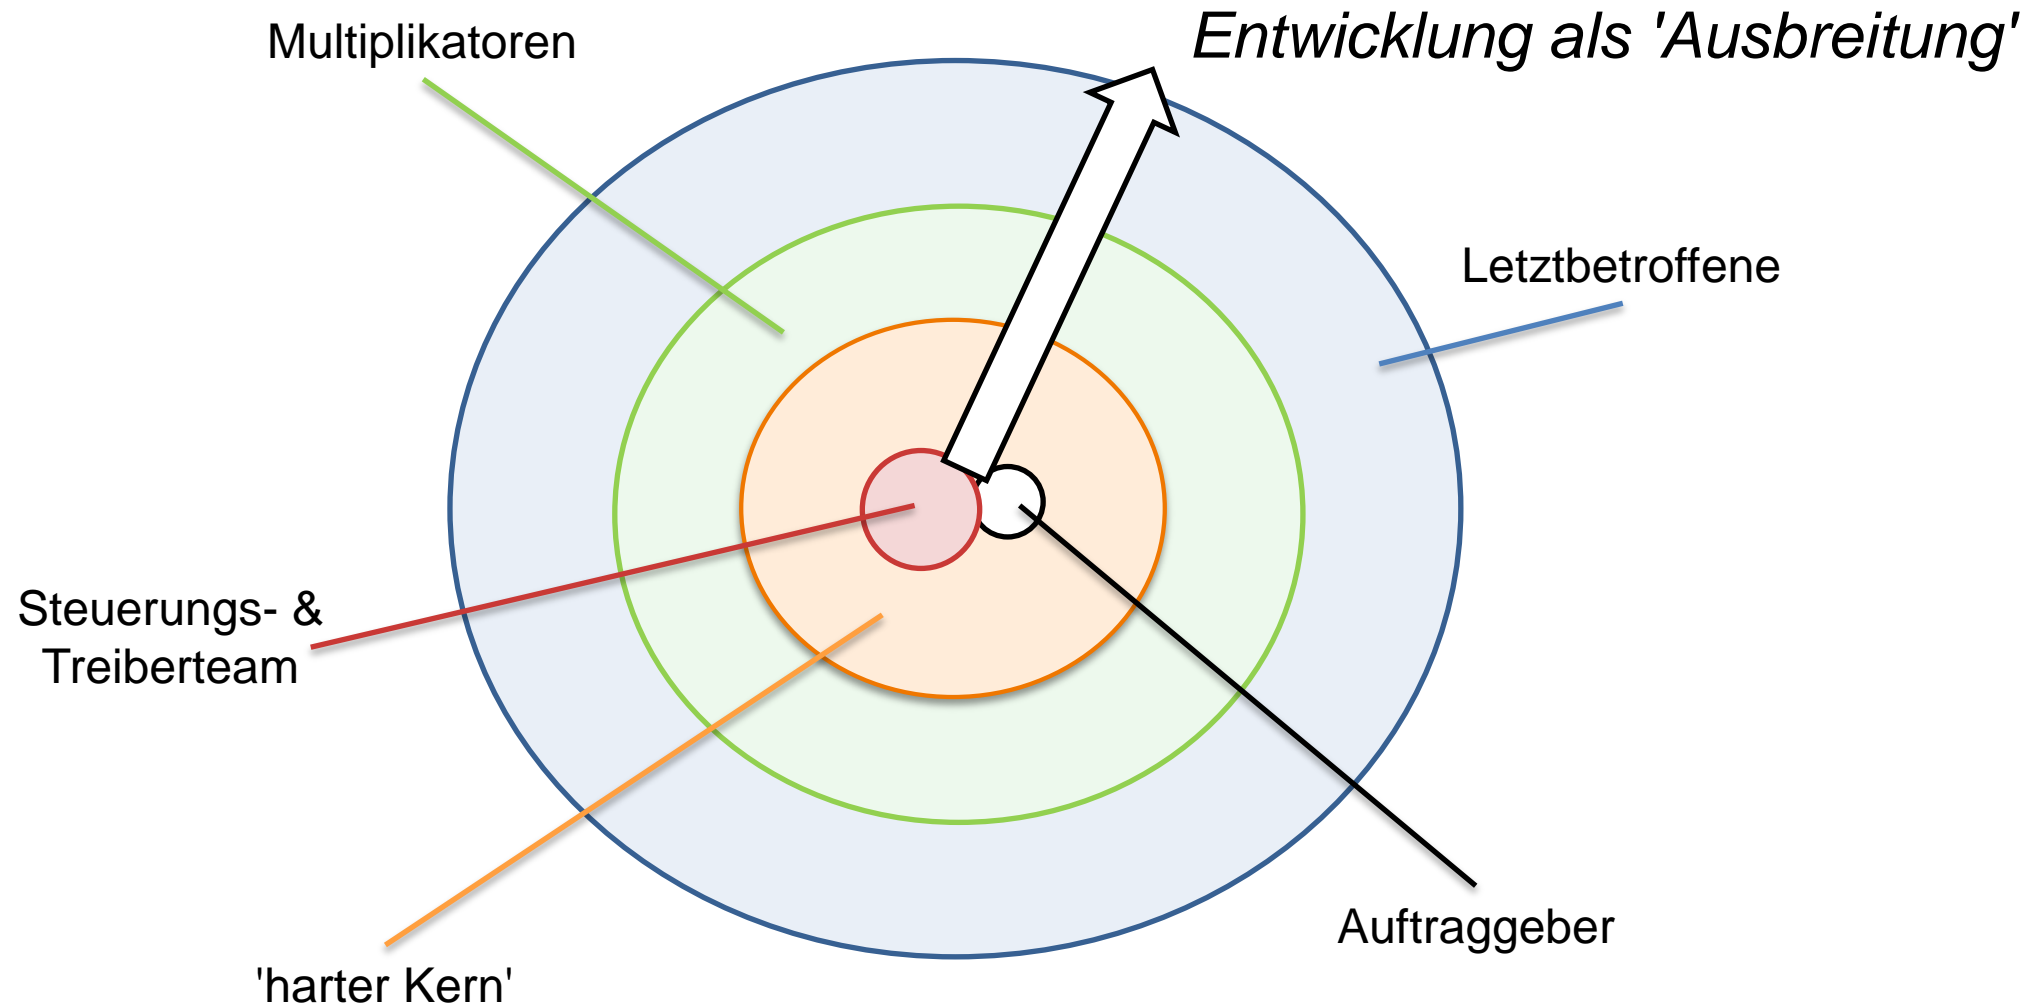 Entwicklung als 'Ausbreitung'
Multiplikatoren
Letztbetroffene
Steuerungs- &
Treiberteam
Auftraggeber
'harter Kern'